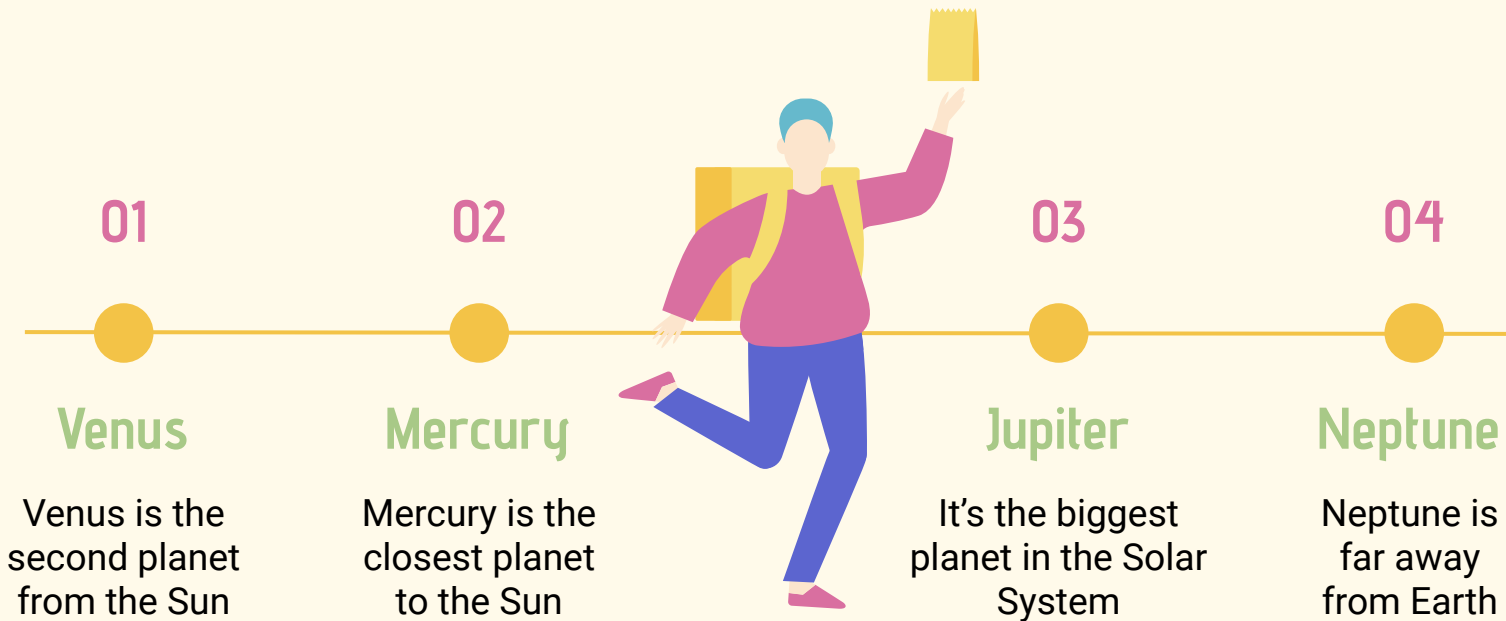 01
02
03
04
Venus
Mercury
Jupiter
Neptune
Venus is the
second planet
from the Sun
Mercury is the
closest planet
to the Sun
It’s the biggest
planet in the Solar
System
Neptune is
far away
from Earth